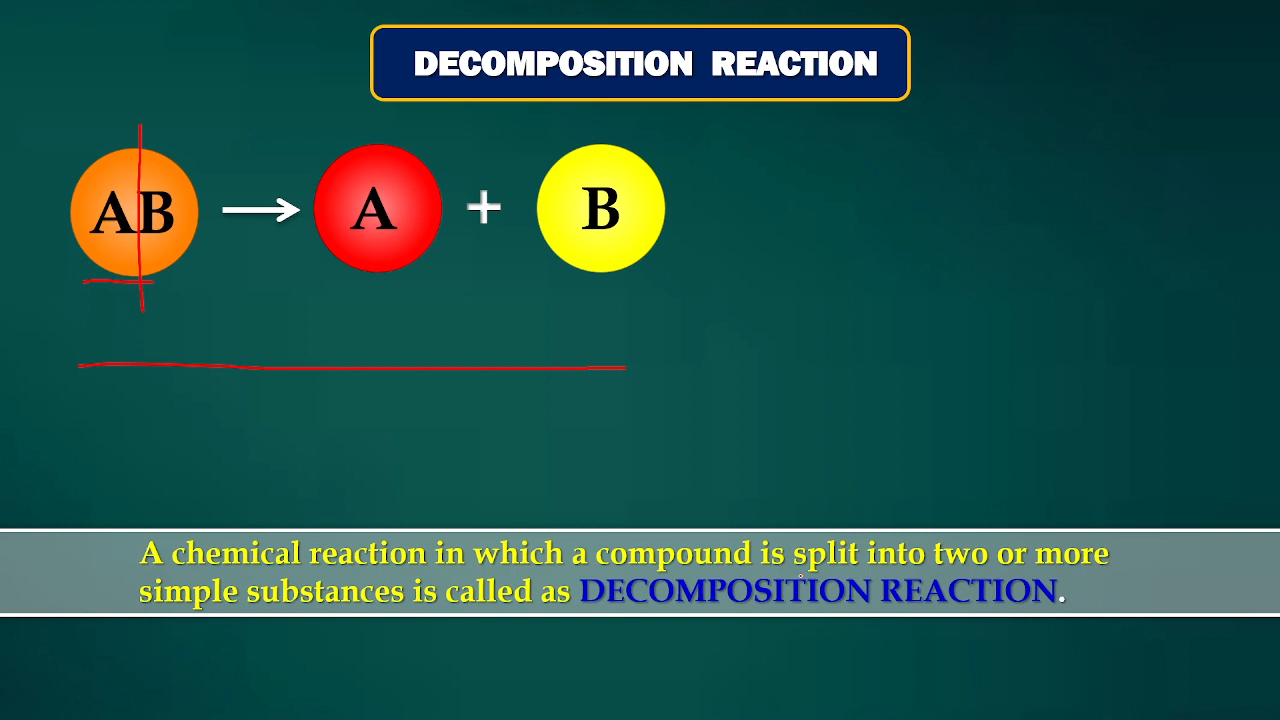 DECOMPOSITION REACTION
AB → A + B
A chemical reaction in which a compound is split into two or more
simple substances is called as DECOMPOSITION REACTION.